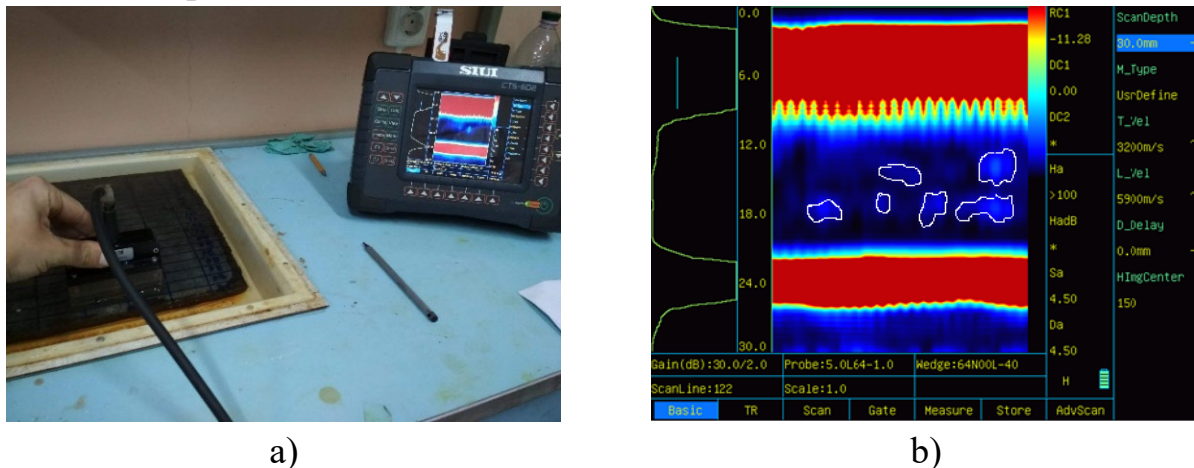 SIUI
CTS-602
0.0
6.0
12.0
18.0
24.0
30.0
RC1
-11.28
DC1
0.00
DC2
*
Ha
>100
HadB
*
Sa
4.50
Da
4.50
H
ScanDepth
30.0mm
M_Type
UsrDefine
T_Vel
3200m/s
L_Vel
5900m/s
D_Delay
0.0mm
HImgCenter
150
Gain(dB):30.0/2.0 Probe:5.0L64-1.0 Wedge:64N00L-40
ScanLine:122 Scale:1.0
Basic TR Scan Gate Measure Store AdvScan
a) b)